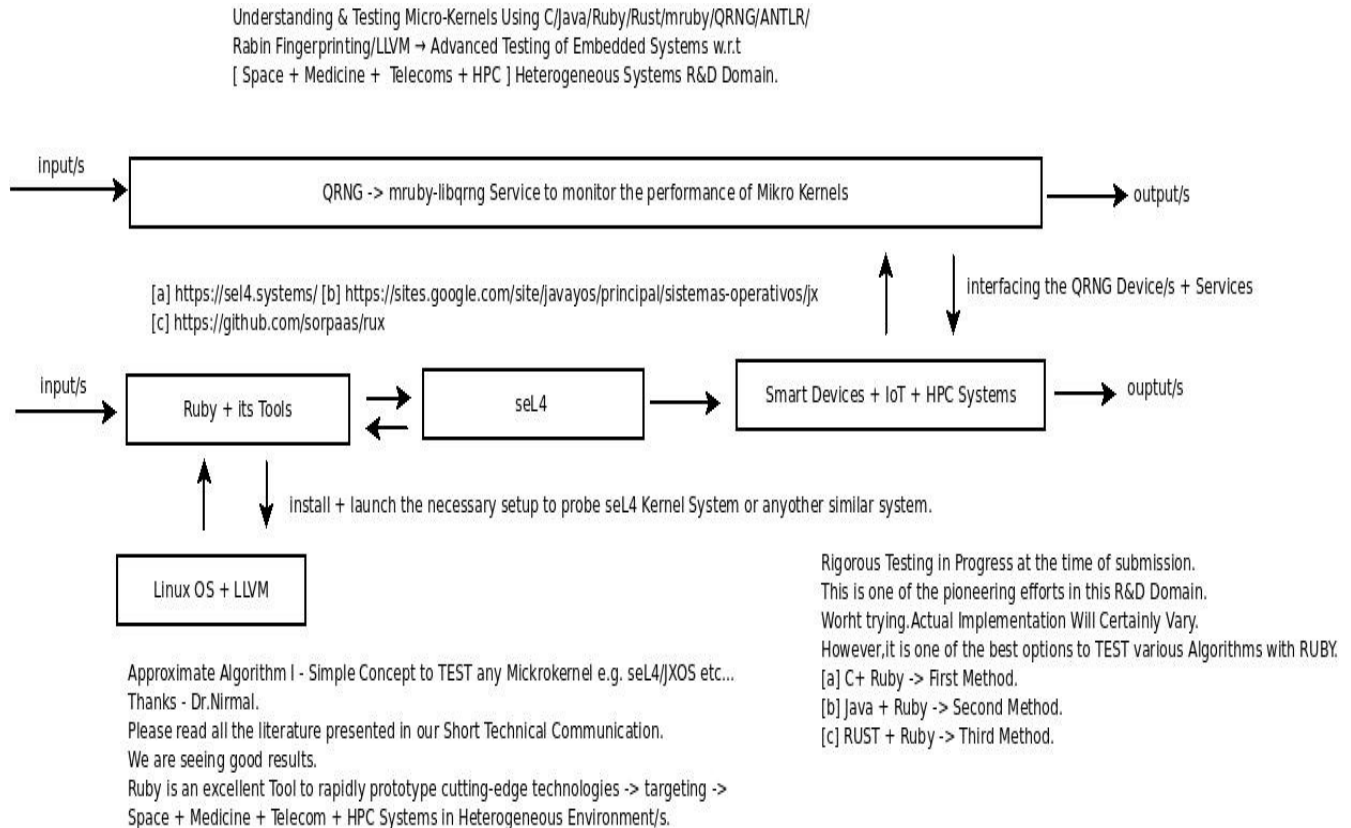 Understanding & Testing Micro-Kernels Using C/Java/Ruby/Rust/mruby/QRNG/ANTLR/
Rabin Fingerprinting/LLVM → Advanced Testing of Embedded Systems w.r.t
[ Space + Medicine + Telecoms + HPC ] Heterogeneous Systems R&D Domain.
input/s
QRNG -> mruby-libqrng Service to monitor the performance of Mikro Kernels
output/s
interfacing the QRNG Device/s + Services
[a] https://sel4.systems/ [b] https://sites.google.com/site/javayos/principal/sistemas-operativos/jx
[c] https://github.com/sorpaas/rux
input/s
Ruby + its Tools
seL4
Smart Devices + IoT + HPC Systems
ouptut/s
install + launch the necessary setup to probe seL4 Kernel System or anyother similar system.
Linux OS + LLVM
Approximate Algorithm I - Simple Concept to TEST any Mickrokernel e.g. seL4/JXOS etc...
Thanks - Dr.Nirmal.
Please read all the literature presented in our Short Technical Communication.
We are seeing good results.
Ruby is an excellent Tool to rapidly prototype cutting-edge technologies -> targeting ->
Space + Medicine + Telecom + HPC Systems in Heterogeneous Environment/s.
Rigorous Testing in Progress at the time of submission.
This is one of the pioneering efforts in this R&D Domain.
Worht trying.Actual Implementation Will Certainly Vary.
However,it is one of the best options to TEST various Algorithms with RUBY.
[a] C+ Ruby -> First Method.
[b] Java + Ruby -> Second Method.
[c] RUST + Ruby -> Third Method.